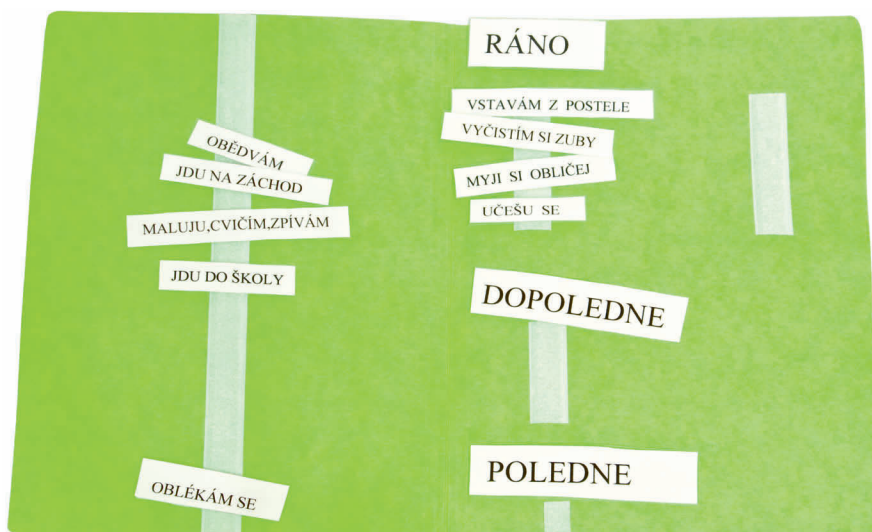 OBĚDVÁM
JDU NA ZÁCHOD
MALUJU,CVIČÍM,ZPÍVÁM
JDU DO ŠKOLY
OBLÉKÁM SE
RÁNO
VSTAVÁM Z POSTELE
VYČISTÍM SI ZUBY
MYJI SI OBLIČEJ
UČEŠU SE
DOPOLEDNE
POLEDNE